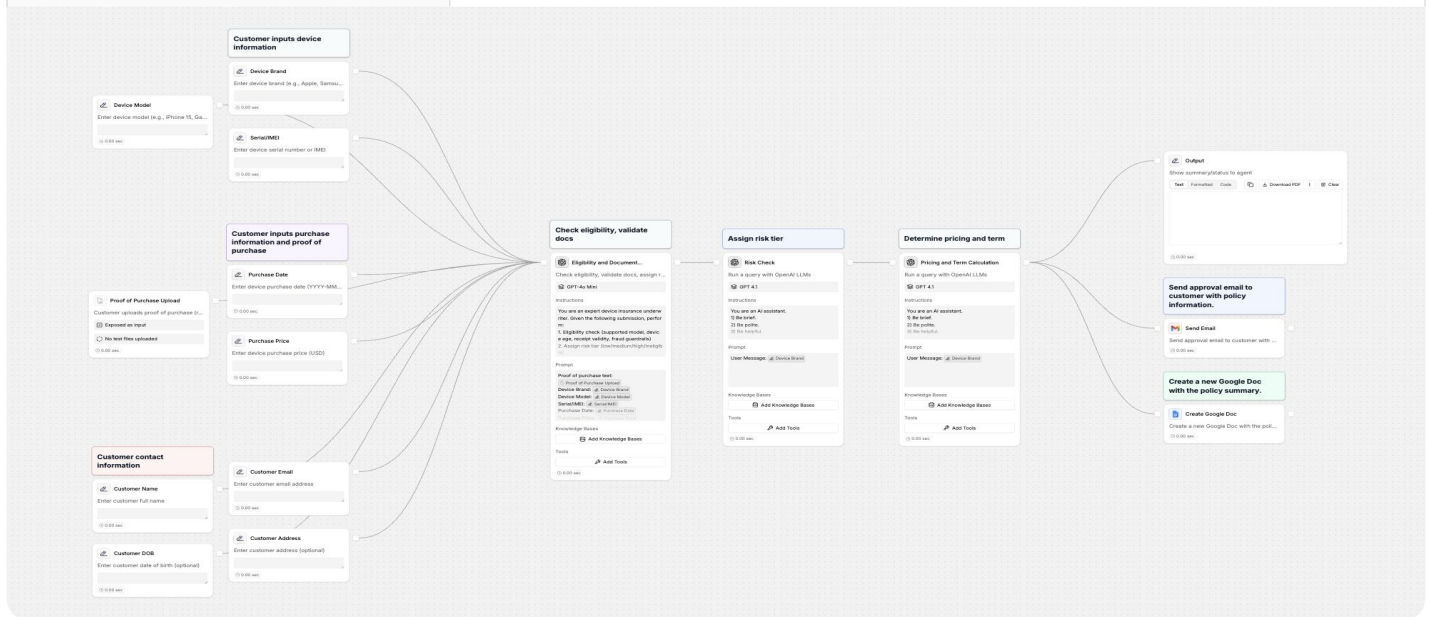 Customer inputs device
information
Device Brand
Enter device brand (e.g., Apple, Samsu...
0.00 sec
Device Model
Enter device model (e.g., iPhone 15, Ga...
0.00 sec
Serial/IMEI
Enter device serial number or IMEI
0.00 sec
Customer inputs purchase
information and proof of
purchase
Purchase Date
Enter device purchase date (YYYY-MM...
0.00 sec
Proof of Purchase Upload
Customer uploads proof of purchase (r...
Exposed as input
No test files uploaded
0.00 sec
Purchase Price
Enter device purchase price (USD)
0.00 sec
Customer contact
information
Customer Name
Enter customer full name
0.00 sec
Customer Email
Enter customer email address
0.00 sec
Customer DOB
Enter customer date of birth (optional)
0.00 sec
Customer Address
Enter customer address (optional)
0.00 sec
Check eligibility, validate
docs
Eligibility and Document...
Check eligibility, validate docs, assign r...
GPT-4o Mini
Instructions
You are an expert device insurance underw
riter. Given the following submission, perfor
m:
1. Eligibility check (supported model, devic
e age, receipt validity, fraud guardrails)
2. Assign risk tier (low/medium/high/ineligib
Prompt
Proof of purchase text:
Proof of Purchase Upload
Device Brand: Device Brand
Device Model: Device Model
Serial/IMEI: Serial/IMEI
Purchase Date: Purchase Date
Knowledge Bases
Add Knowledge Bases
Tools
Add Tools
0.00 sec
Assign risk tier
Risk Check
Run a query with OpenAI LLMs
GPT 4.1
Instructions
You are an AI assistant.
1) Be brief.
2) Be polite.
3) Be helpful.
Prompt
User Message: Device Brand
Knowledge Bases
Add Knowledge Bases
Tools
Add Tools
0.00 sec
Determine pricing and term
Pricing and Term Calculation
Run a query with OpenAI LLMs
GPT 4.1
Instructions
You are an AI assistant.
1) Be brief.
2) Be polite.
3) Be helpful.
Prompt
User Message: Device Brand
Knowledge Bases
Add Knowledge Bases
Tools
Add Tools
0.00 sec
Output
Show summary/status to agent
Text Formatted Code Download PDF Clear
0.00 sec
Send approval email to
customer with policy
information.
Send Email
Send approval email to customer with ...
0.00 sec
Create a new Google Doc
with the policy summary.
Create Google Doc
Create a new Google Doc with the poli...
0.00 sec